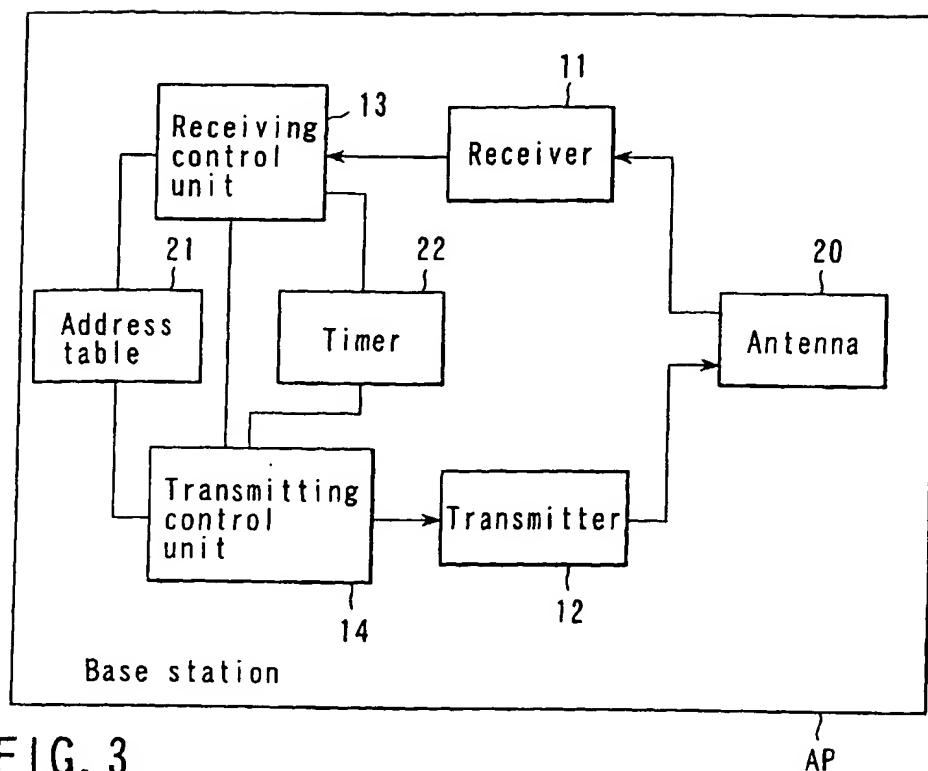 11
13
Receiving
control
unit
Receiver
21
22
20
Address
table
Timer
Antenna
Transmitting
control
unit
Transmitter
14
12
Base station
AP
FIG. 3